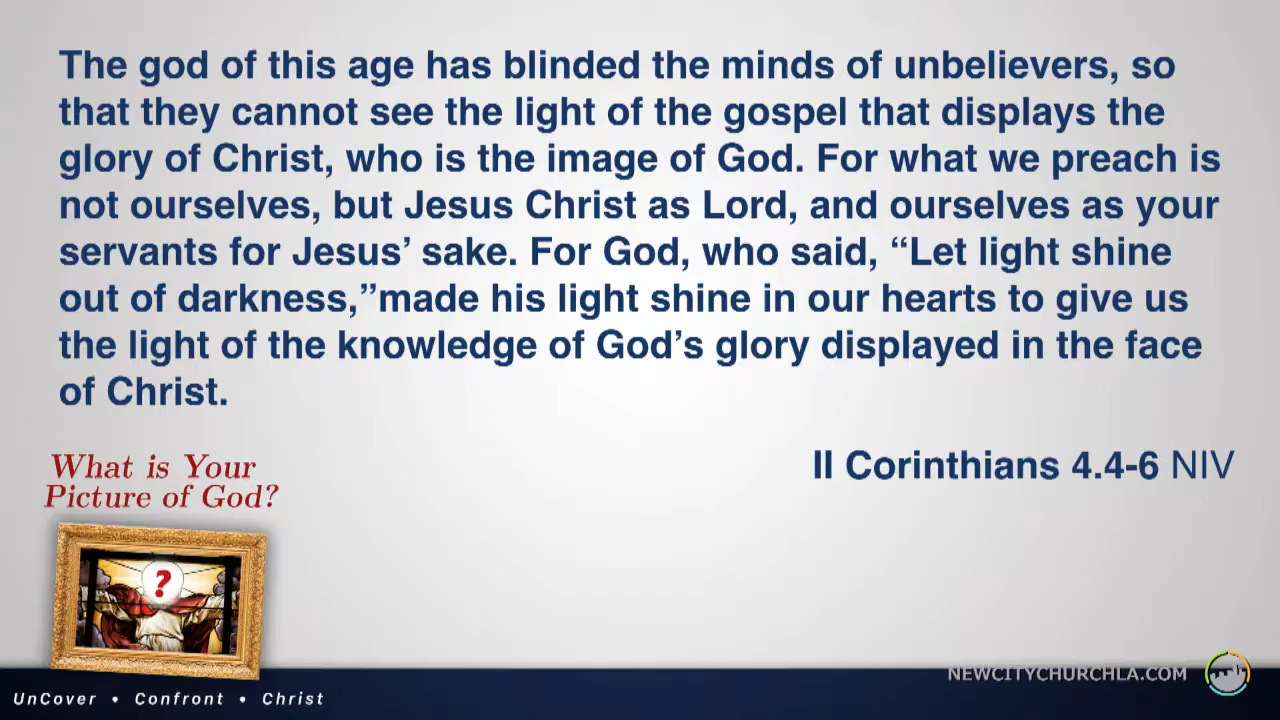 The god of this age has blinded the minds of unbelievers, so
that they cannot see the light of the gospel that displays the
glory of Christ, who is the image of God. For what we preach is
not ourselves, but Jesus Christ as Lord, and ourselves as your
servants for Jesus’ sake. For God, who said, “Let light shine
out of darkness,”made his light shine in our hearts to give us
the light of the knowledge of God’s glory displayed in the face
of Christ.
II Corinthians 4.4-6 NIV
What is Your
Picture of God?
?
NEWCITYCHURCHLA.COM
UnCover • Confront • Christ